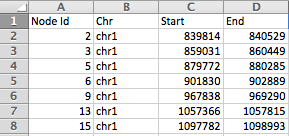 A B C D
1 Node Id Chr Start End
2 2 chr1 839814 840529
3 3 chr1 859031 860449
4 5 chr1 879772 880285
5 6 chr1 901830 902889
6 9 chr1 967838 969290
7 13 chr1 1057366 1057815
8 15 chr1 1097782 1098993